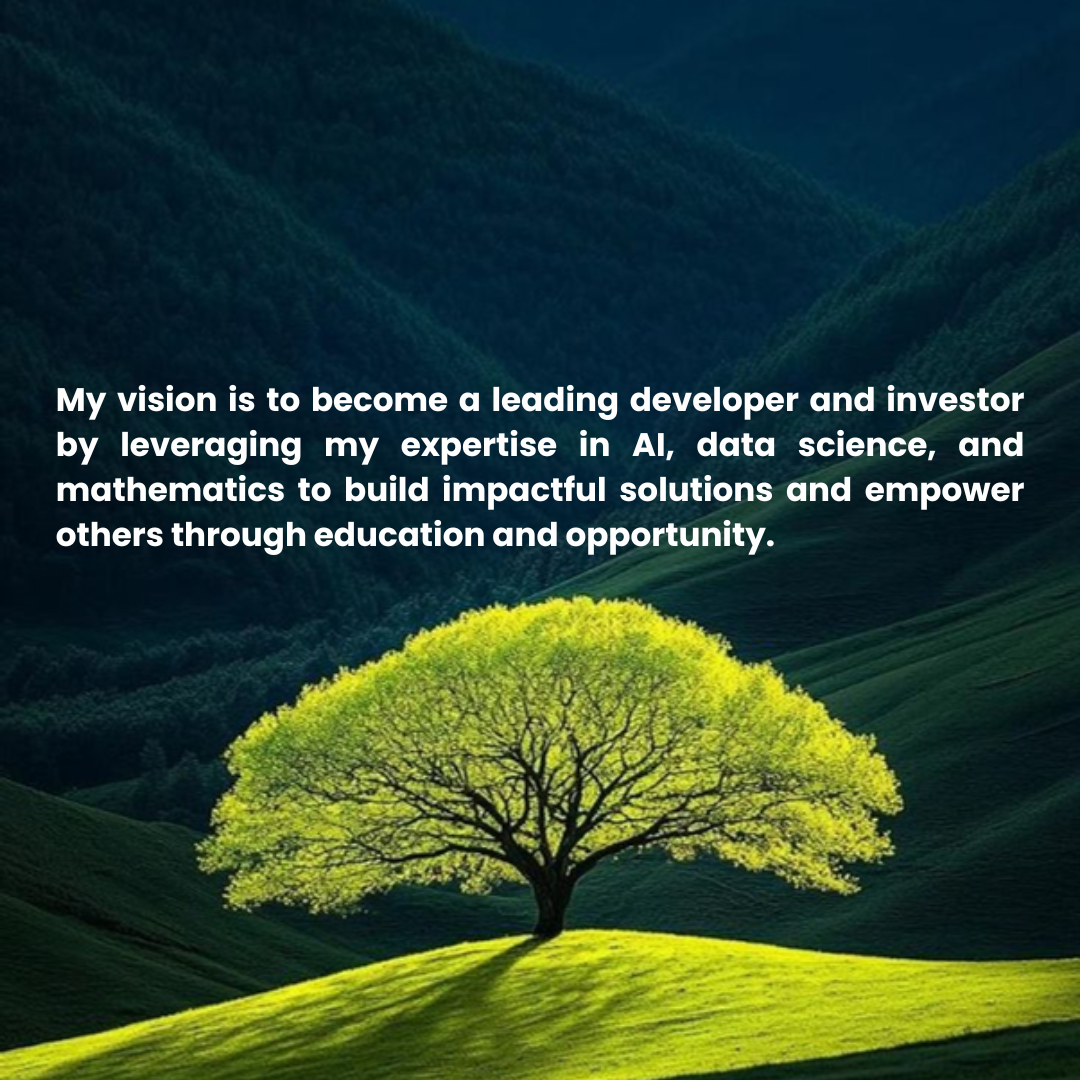 My vision is to become a leading developer and investor
by leveraging my expertise in AI, data science, and
mathematics to build impactful solutions and empower
others through education and opportunity.